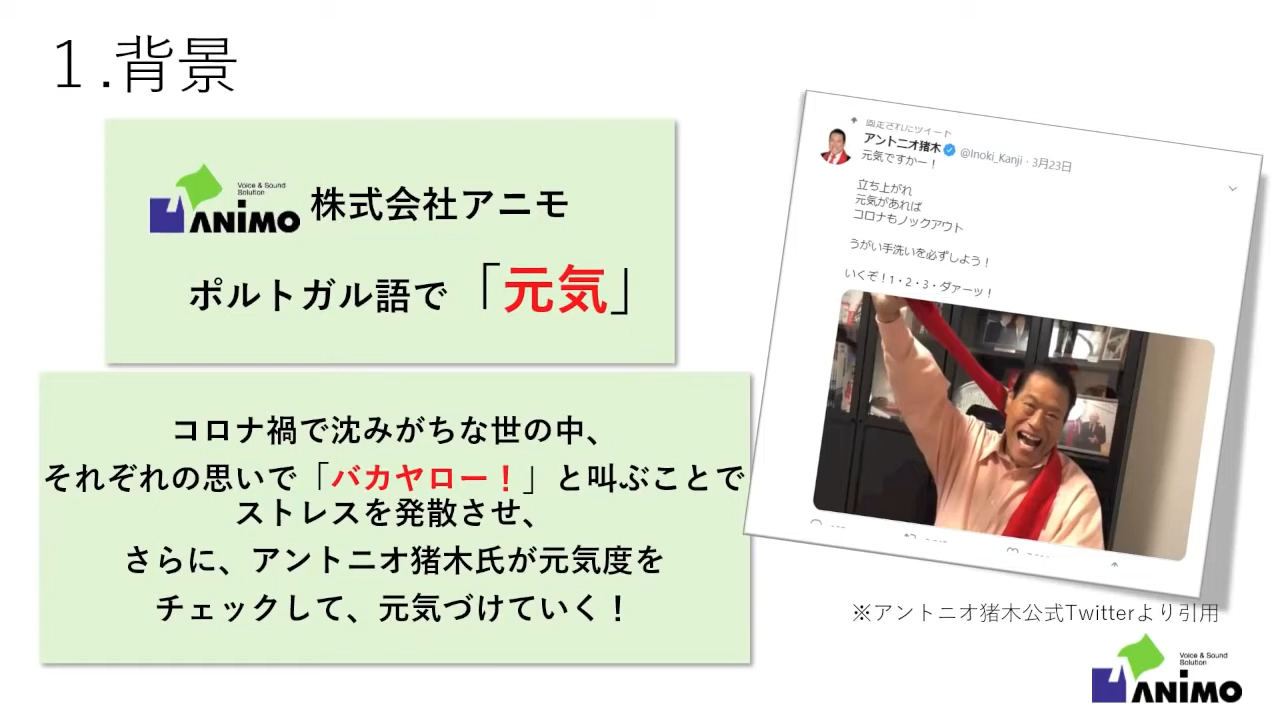 １.背景
Voice & Sound
Solution
ANIMO 株式会社アニモ
ポルトガル語で「元気」
コロナ禍で沈みがちな世の中、
それぞれの思いで「バカヤロー！」と叫ぶことで
ストレスを発散させ、
さらに、アントニオ猪木氏が元気度を
チェックして、元気づけていく！
固定されたツイート
アントニオ猪木 @Inoki_Kanji · 3月23日
元気ですかー！
立ち上がれ
元気があれば
コロナもノックアウト
うがい手洗いを必ずしよう！
いくぞ！1・2・3・ダァーッ！
※アントニオ猪木公式Twitterより引用
Voice & Sound
Solution
ANIMO